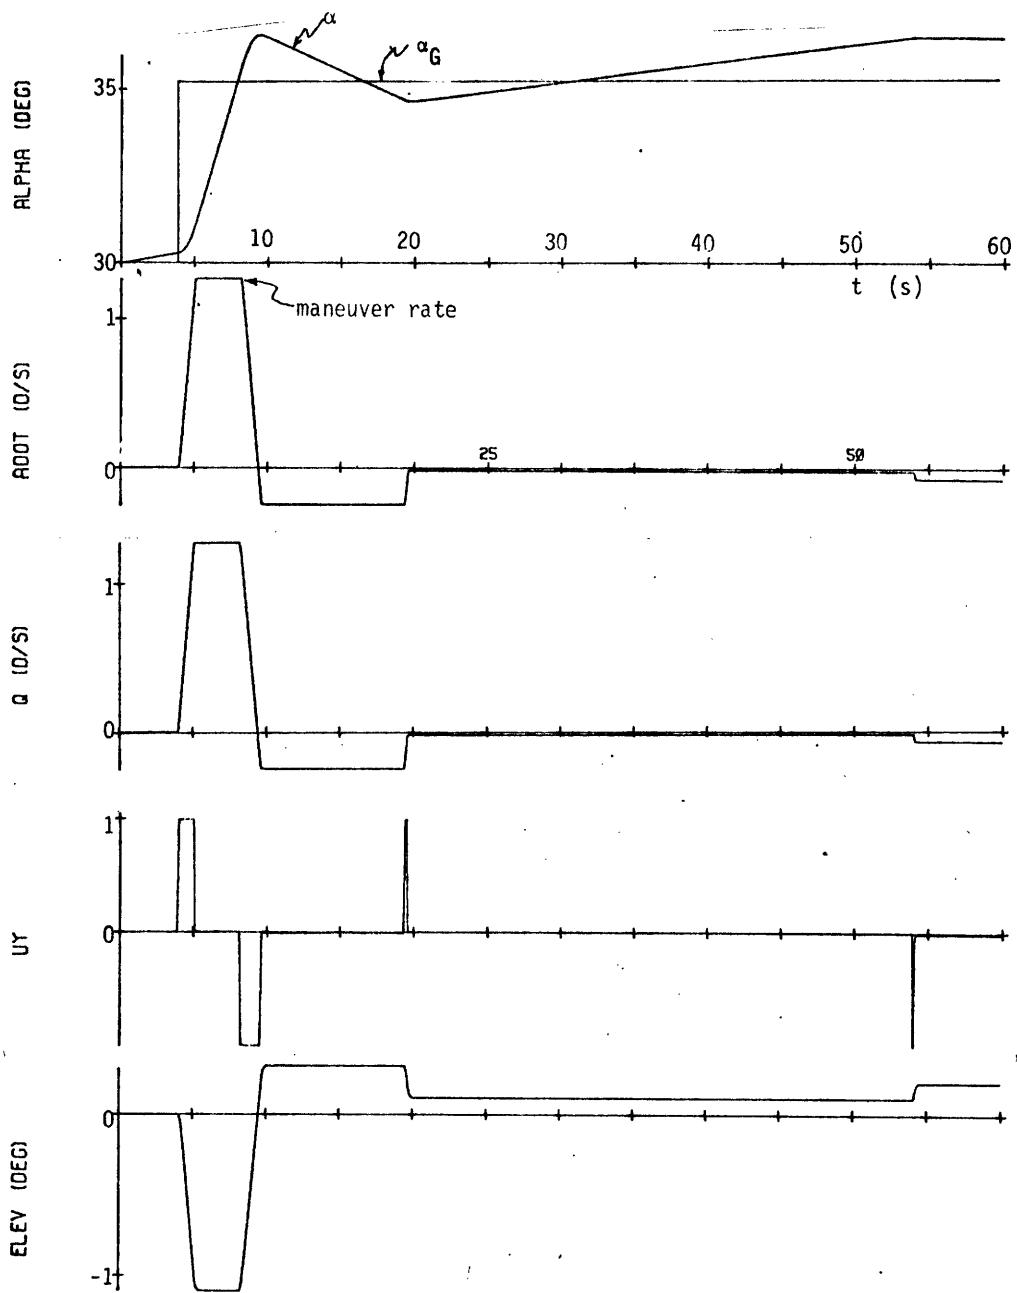 α
α_G
35
ALPHA (DEG)
30
10
20
30
40
50
60
t (s)
maneuver rate
1
ADOT (D/S)
0
25
50
1
Q (D/S)
0
1
0
UY
0
ELEV (DEG)
-1